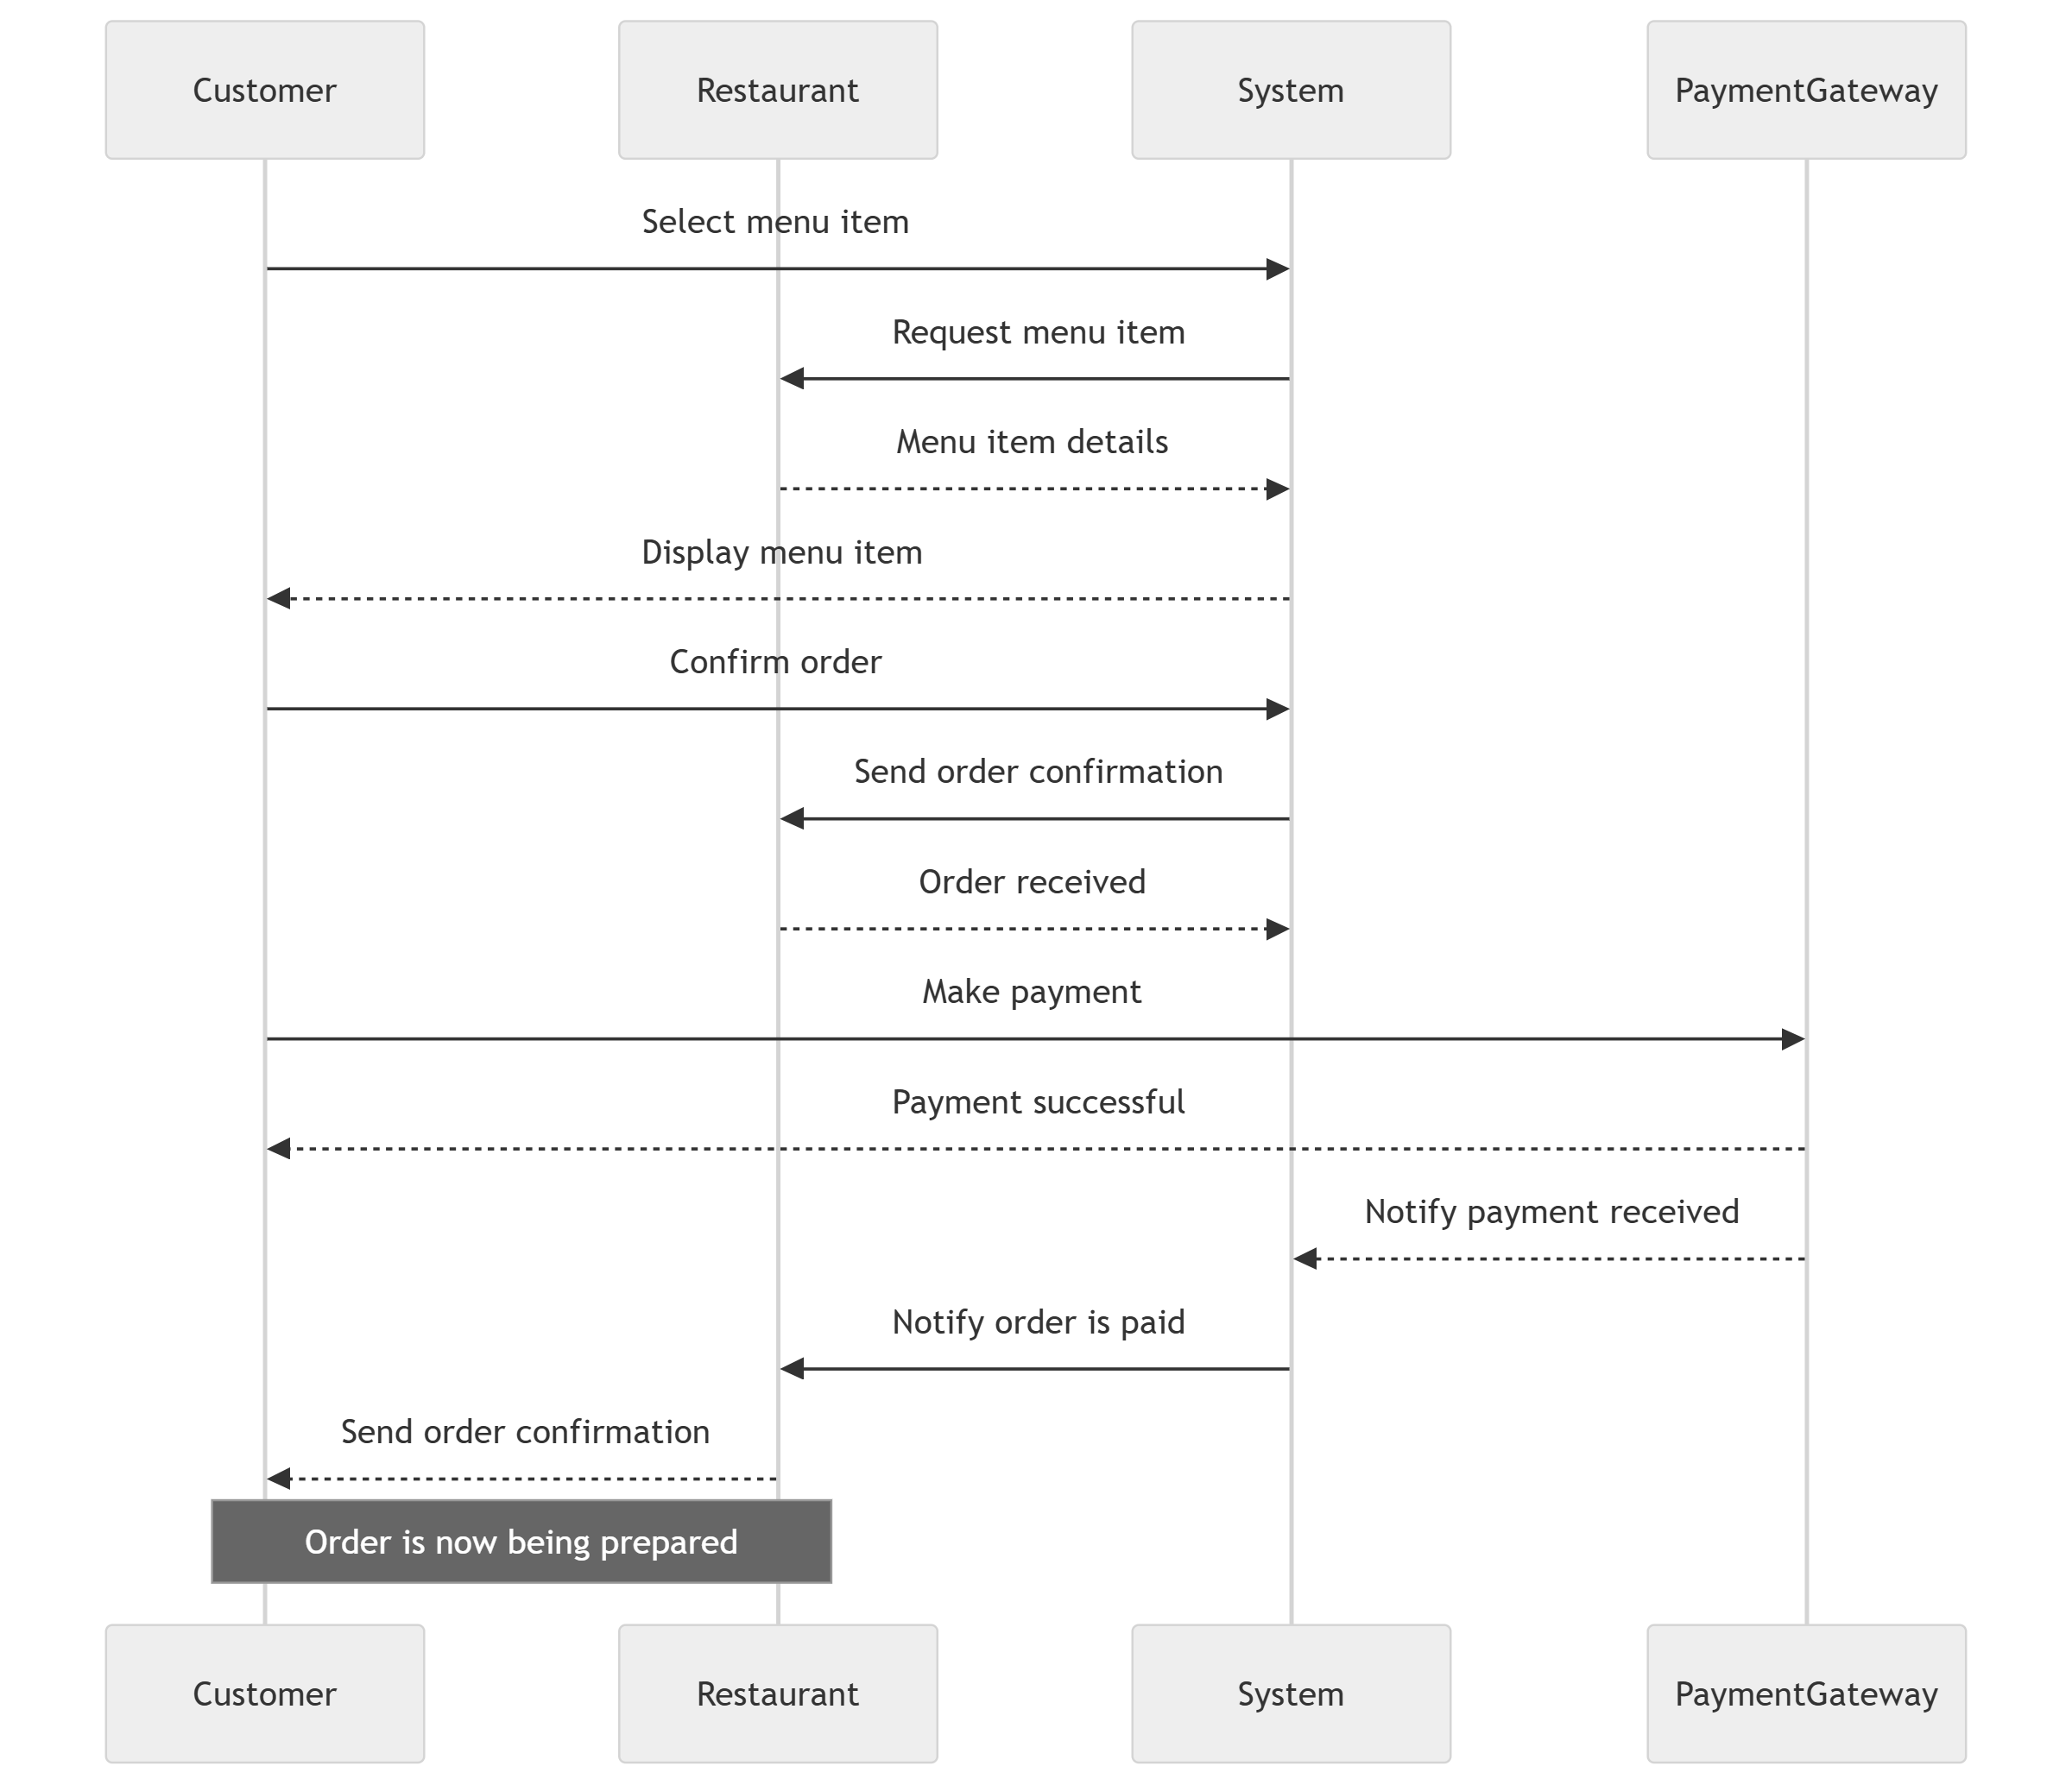 Customer
Restaurant
System
PaymentGateway
Select menu item
Request menu item
Menu item details
Display menu item
Confirm order
Send order confirmation
Order received
Make payment
Payment successful
Notify payment received
Notify order is paid
Send order confirmation
Order is now being prepared
Customer
Restaurant
System
PaymentGateway